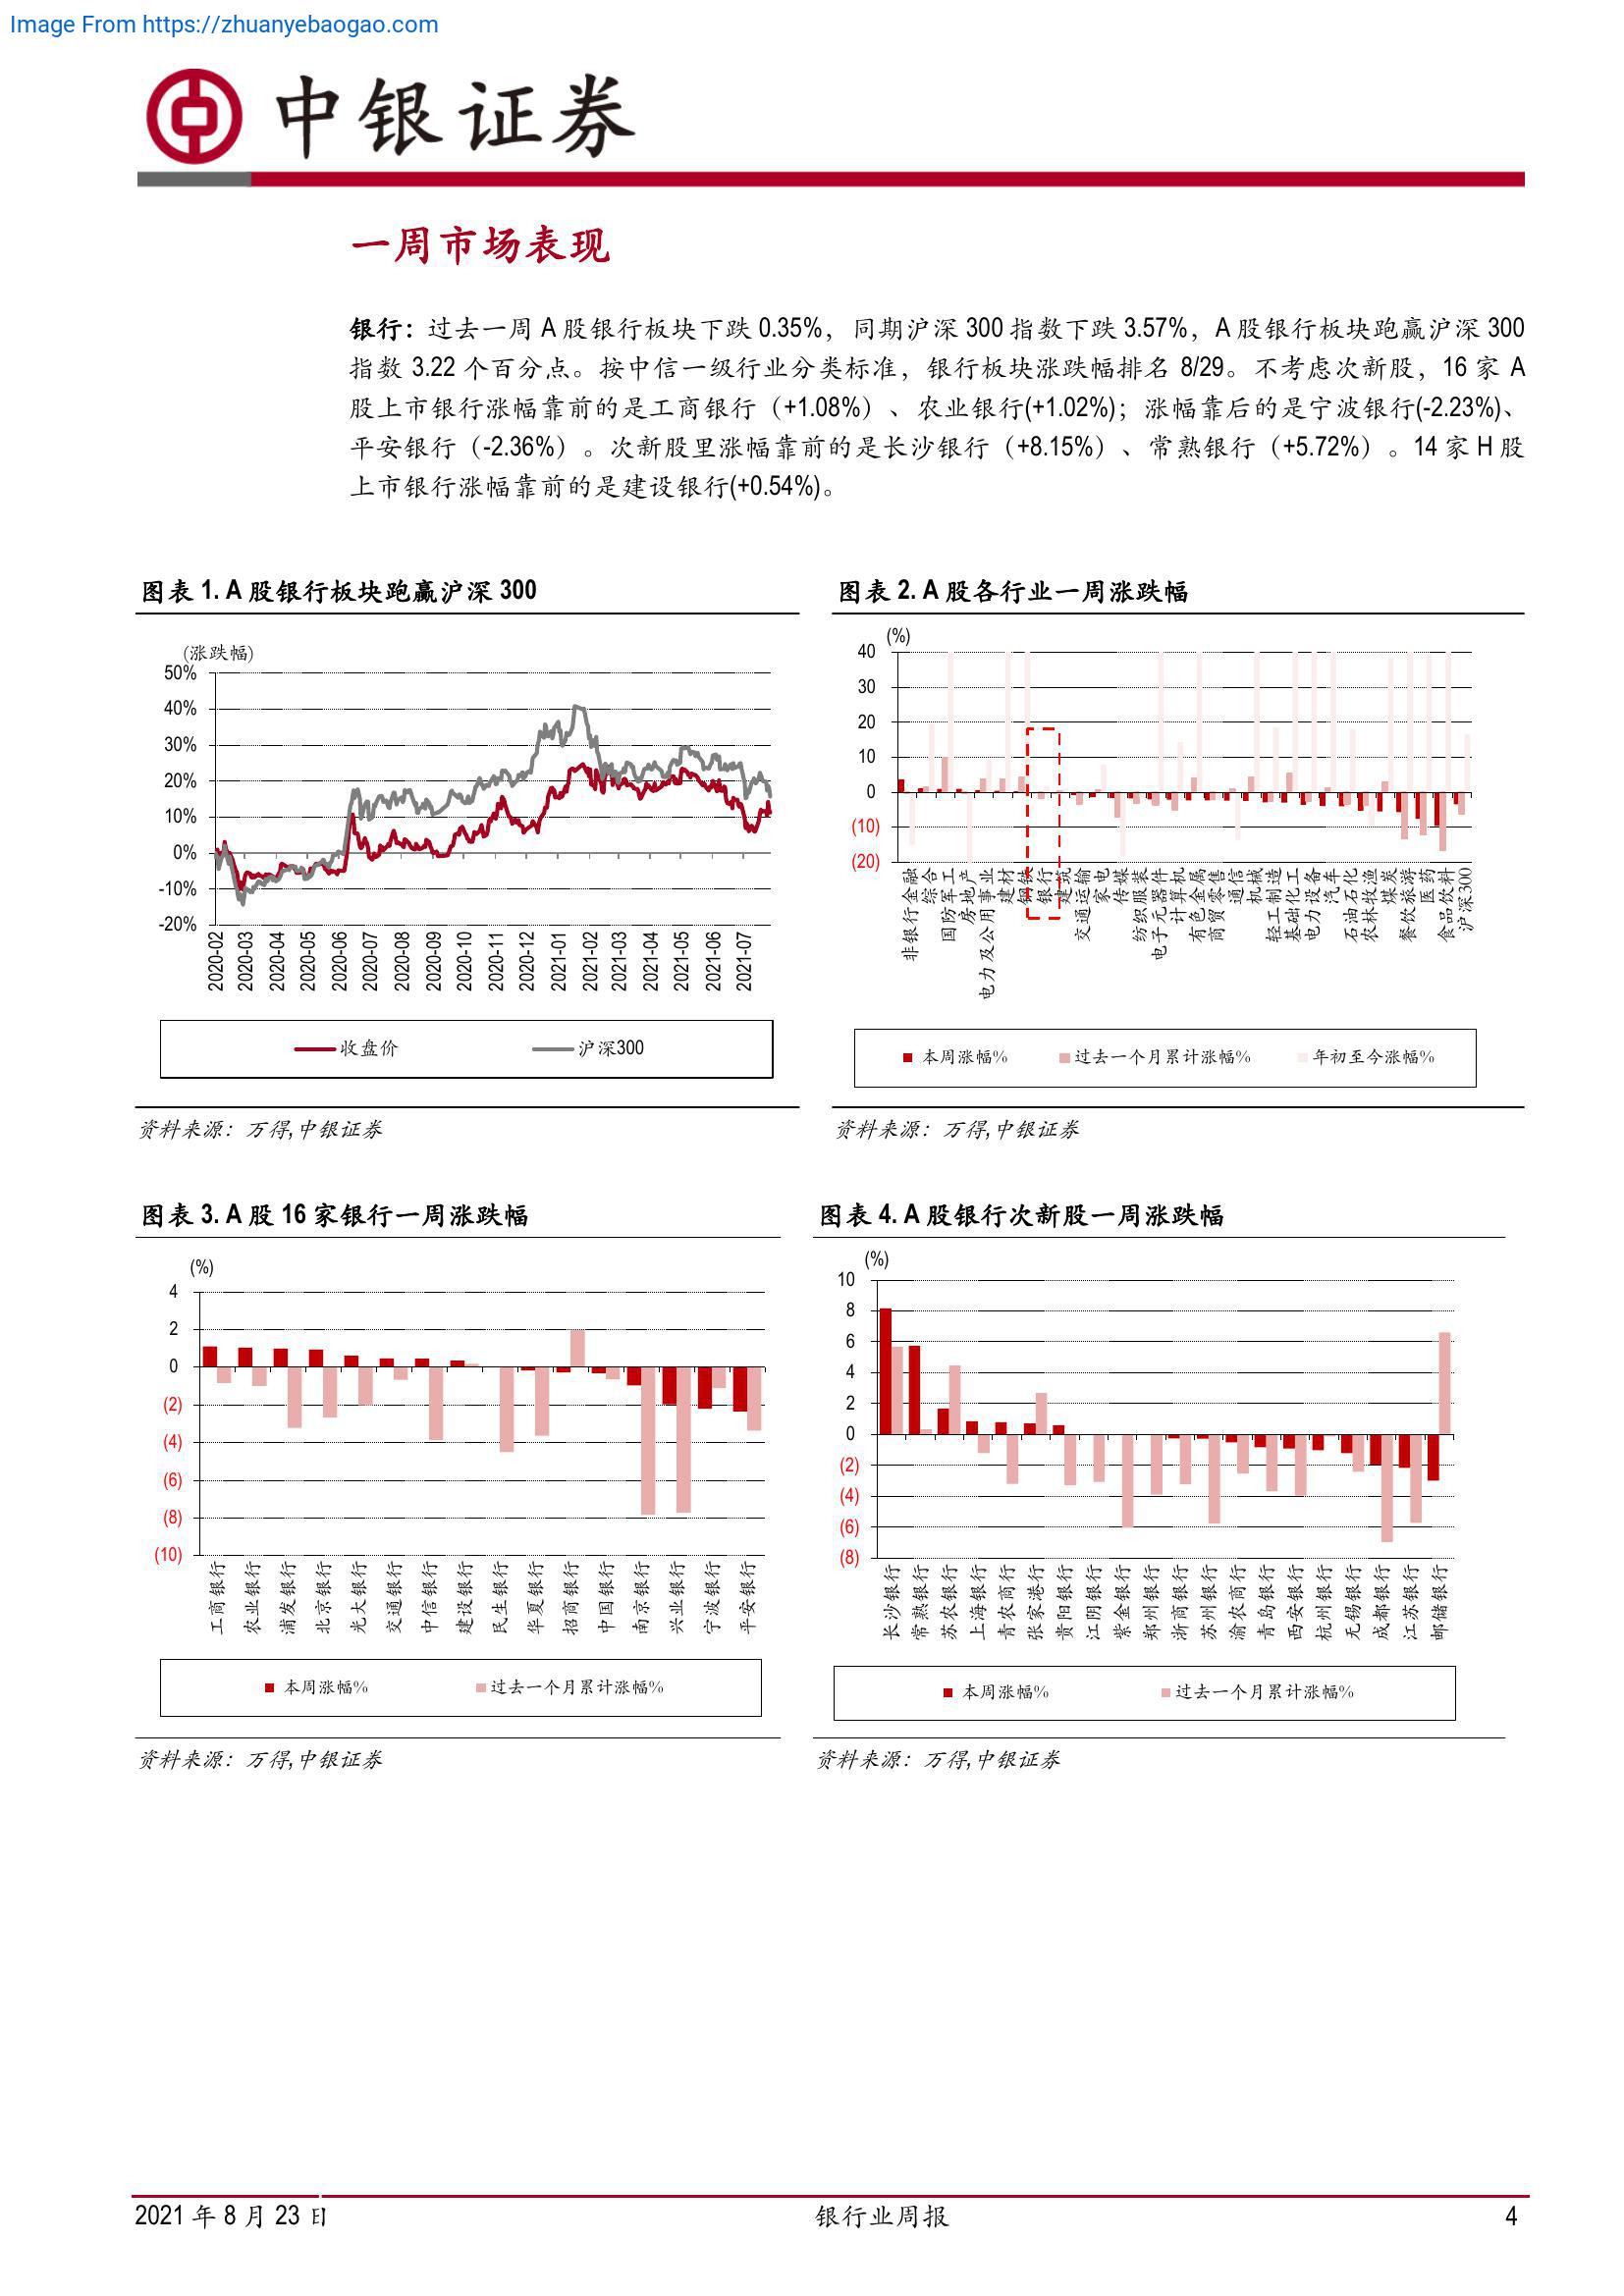 Image From https://zhuanyebaogao.com
中银证券
一周市场表现
银行：过去一周 A 股银行板块下跌 0.35%，同期沪深 300 指数下跌 3.57%，A 股银行板块跑赢沪深 300
指数 3.22 个百分点。按中信一级行业分类标准，银行板块涨跌幅排名 8/29。不考虑次新股，16 家 A
股上市银行涨幅靠前的是工商银行（+1.08%）、农业银行(+1.02%)；涨幅靠后的是宁波银行(-2.23%)、
平安银行（-2.36%）。次新股里涨幅靠前的是长沙银行（+8.15%）、常熟银行（+5.72%）。14 家 H 股
上市银行涨幅靠前的是建设银行(+0.54%)。
图表 1. A 股银行板块跑赢沪深 300
(涨跌幅)
50%
40%
30%
20%
10%
0%
-10%
-20%
2020-02
2020-03
2020-04
2020-05
2020-06
2020-07
2020-08
2020-09
2020-10
2020-11
2020-12
2021-01
2021-02
2021-03
2021-04
2021-05
2021-06
2021-07
收盘价
沪深300
资料来源：万得,中银证券
图表 2. A 股各行业一周涨跌幅
(%)
40
30
20
10
0
(10)
(20)
非银行金融
综合
国防军工
房地产
电力及公用事业
建材
钢铁
银行
建筑
交通运输
家电
传媒
纺织服装
电子元器件
计算机
有色金属
商贸零售
通信
机械
轻工制造
基础化工
电力设备
汽车
石油石化
农林牧渔
煤炭
餐饮旅游
医药
食品饮料
沪深300
本周涨幅%
过去一个月累计涨幅%
年初至今涨幅%
资料来源：万得,中银证券
图表 3. A 股 16 家银行一周涨跌幅
(%)
4
2
0
(2)
(4)
(6)
(8)
(10)
工商银行
农业银行
浦发银行
北京银行
光大银行
交通银行
中信银行
建设银行
民生银行
华夏银行
招商银行
中国银行
南京银行
兴业银行
宁波银行
平安银行
本周涨幅%
过去一个月累计涨幅%
资料来源：万得,中银证券
图表 4. A 股银行次新股一周涨跌幅
(%)
10
8
6
4
2
0
(2)
(4)
(6)
(8)
长沙银行
常熟银行
苏农银行
上海银行
青农商行
张家港行
贵阳银行
江阴银行
紫金银行
郑州银行
浙商银行
苏州银行
渝农商行
青岛银行
西安银行
杭州银行
无锡银行
成都银行
江苏银行
邮储银行
本周涨幅%
过去一个月累计涨幅%
资料来源：万得,中银证券
2021 年 8 月 23 日
银行业周报
4